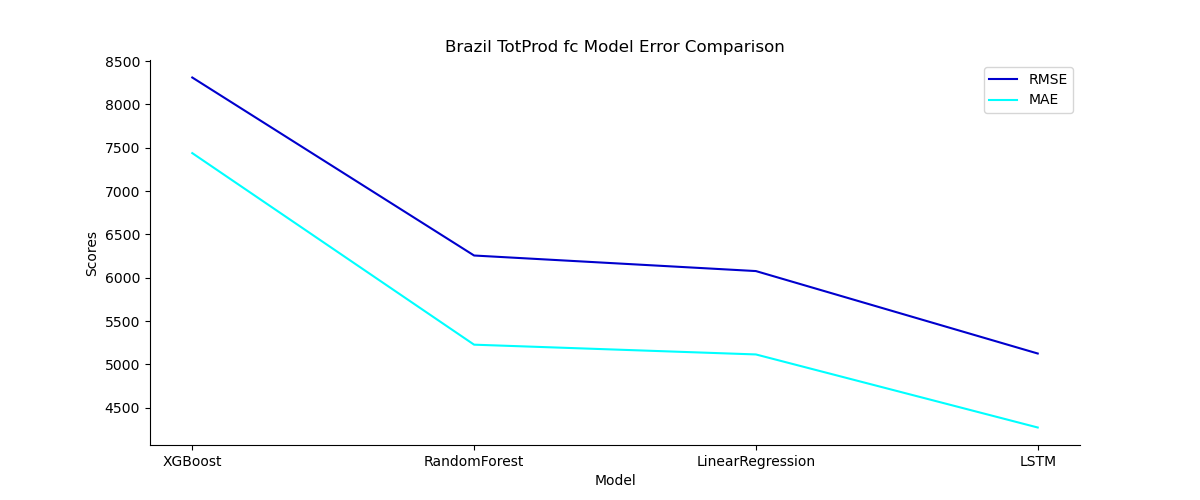 Brazil TotProd fc Model Error Comparison
RMSE
MAE
8500
8000
7500
7000
6500
6000
5500
5000
4500
Scores
XGBoost RandomForest LinearRegression LSTM
Model